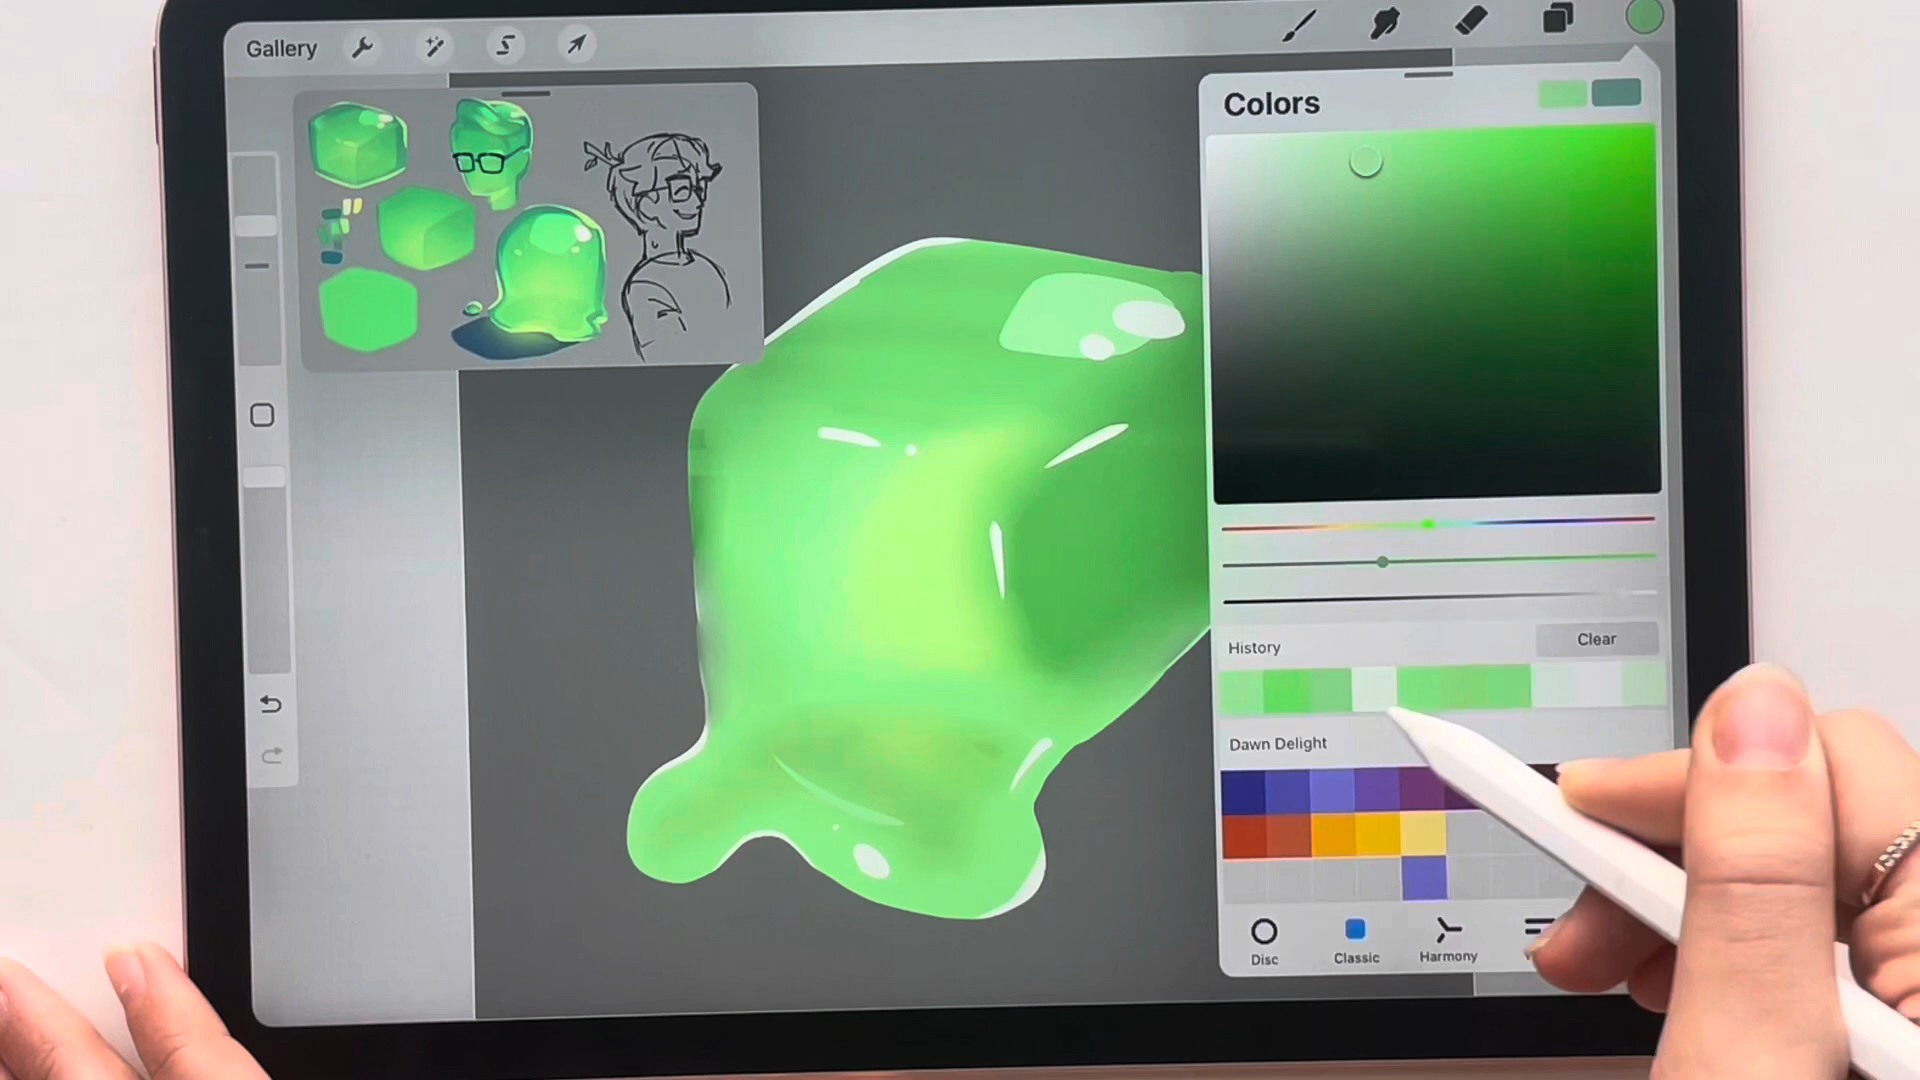 Gallery
Colors
History
Clear
Dawn Delight
Disc
Classic
Harmony